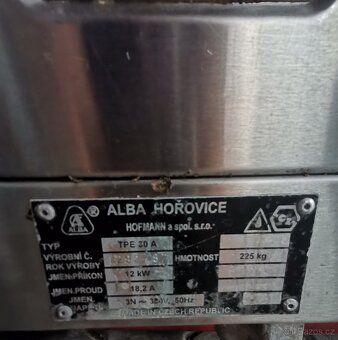 ALBA ® ALBA HOŘOVICE
HOFMANN a spol. s.r.o.
TYP TPE 30 A
VÝROBNÍ Č. HMOTNOST 225 kg
ROK VÝROBY
JMEN.PŘÍKON 12 kW
JMEN.PROUD 18,2 A
JMEN. 3N ~ 380V, 50Hz
MADE IN CZECH REPUBLIC